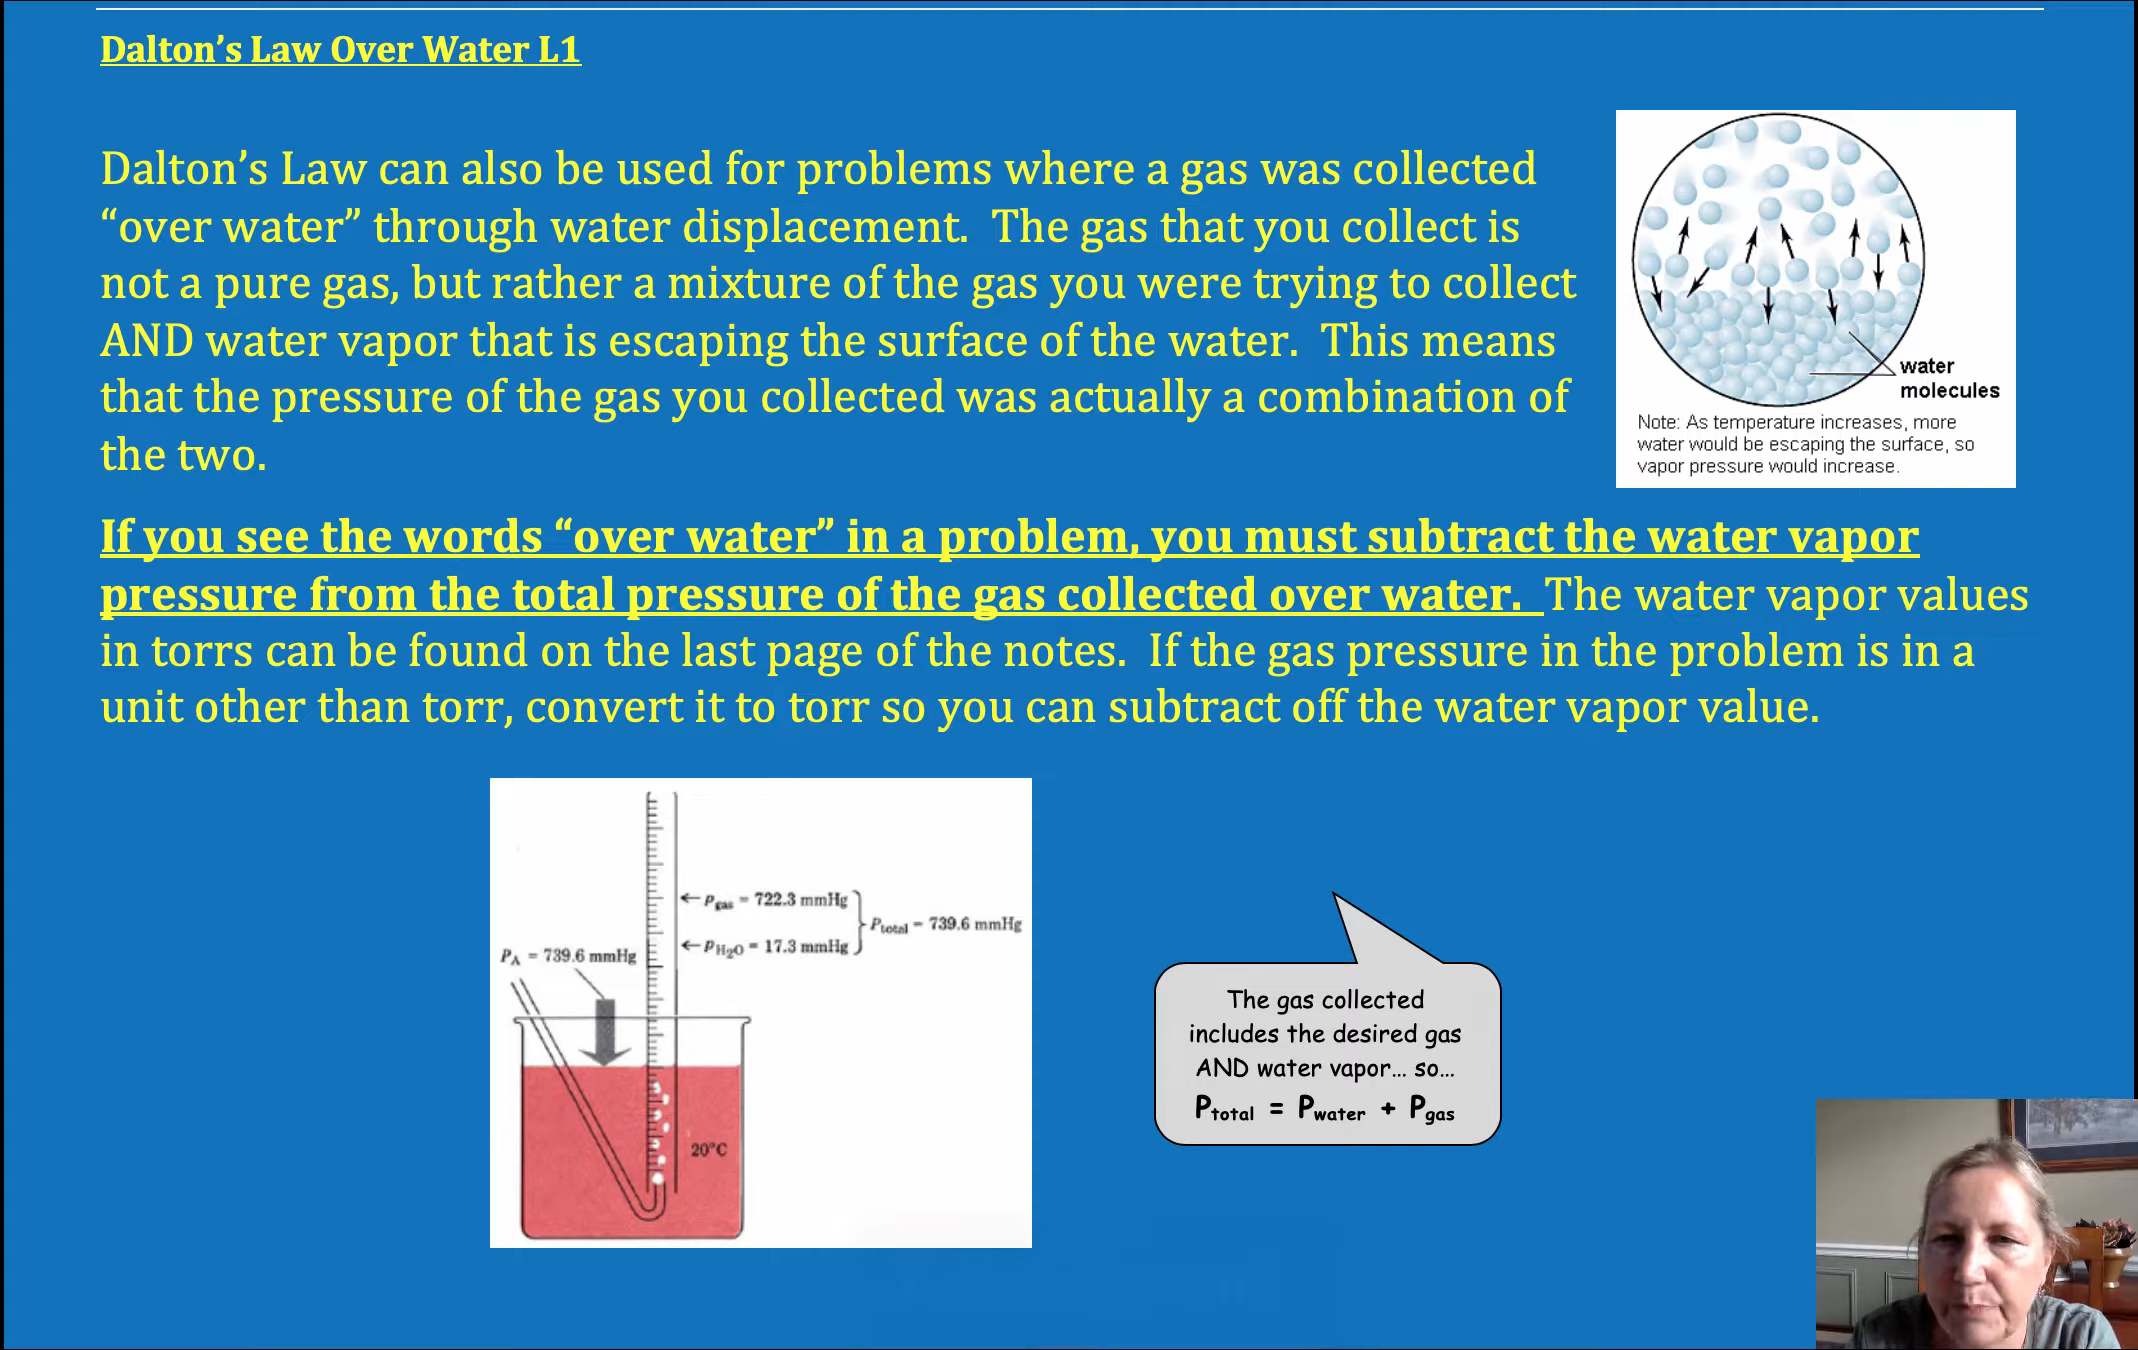 Dalton’s Law Over Water L1
Dalton’s Law can also be used for problems where a gas was collected
“over water” through water displacement.  The gas that you collect is
not a pure gas, but rather a mixture of the gas you were trying to collect
AND water vapor that is escaping the surface of the water.  This means
that the pressure of the gas you collected was actually a combination of
the two.
water
molecules
Note: As temperature increases, more
water would be escaping the surface, so
vapor pressure would increase.
If you see the words “over water” in a problem, you must subtract the water vapor
pressure from the total pressure of the gas collected over water.  The water vapor values
in torrs can be found on the last page of the notes.  If the gas pressure in the problem is in a
unit other than torr, convert it to torr so you can subtract off the water vapor value.
Pgas = 722.3 mmHg
Ptotal = 739.6 mmHg
PH2O = 17.3 mmHg
PA = 739.6 mmHg
20°C
The gas collected
includes the desired gas
AND water vapor... so...
Ptotal = Pwater + Pgas